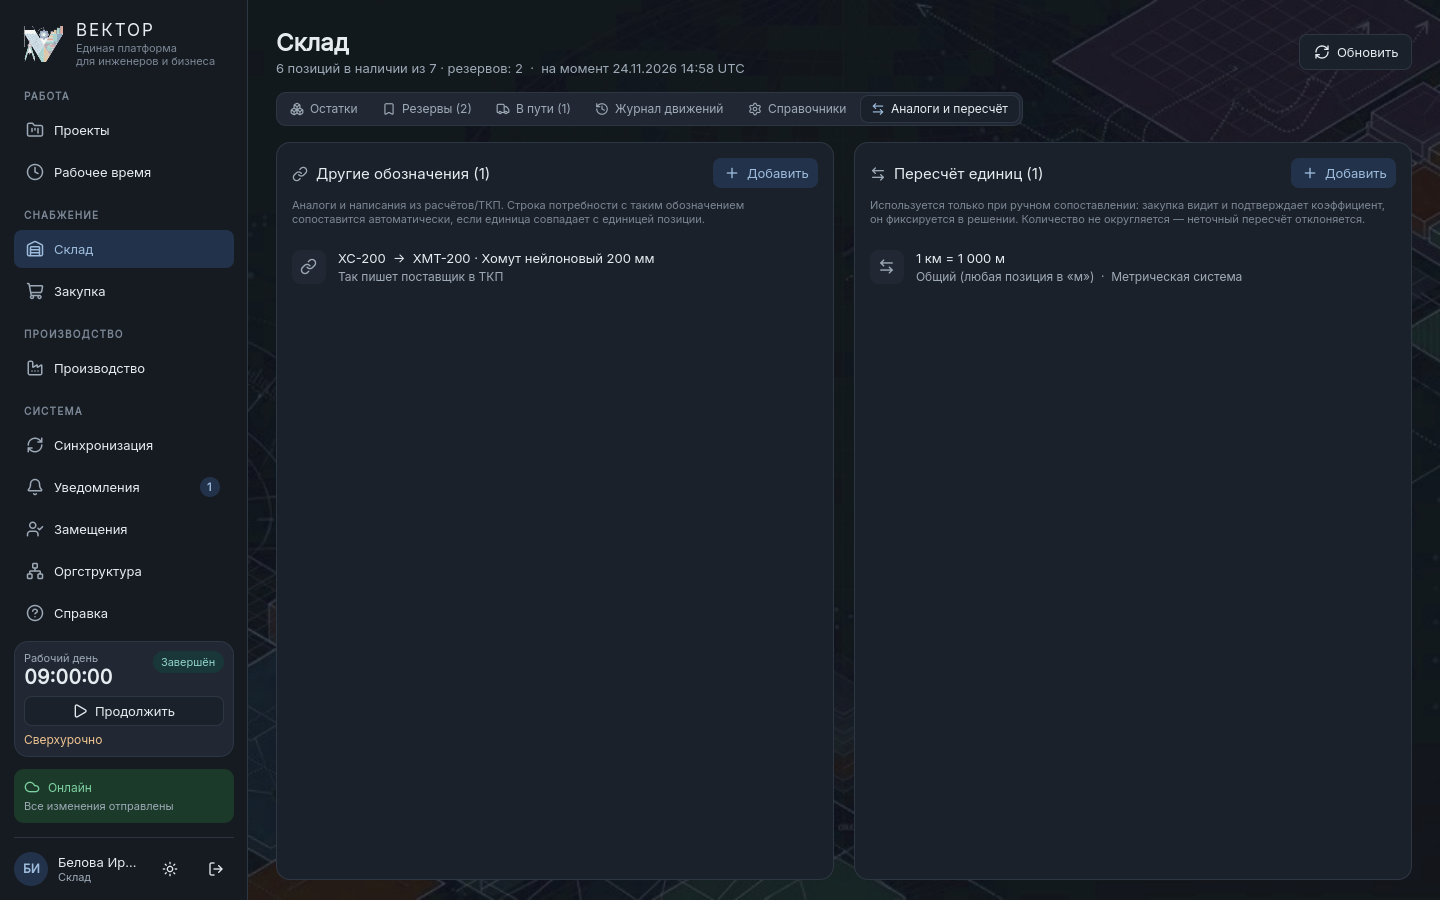 ВЕКТОР
Единая платформа
для инженеров и бизнеса
РАБОТА
Проекты
Рабочее время
СНАБЖЕНИЕ
Склад
Закупка
ПРОИЗВОДСТВО
Производство
СИСТЕМА
Синхронизация
Уведомления 1
Замещения
Оргструктура
Справка
Рабочий день Завершён
09:00:00
Продолжить
Сверхурочно
Онлайн
Все изменения отправлены
БИ Белова Ир...
Склад
Склад
6 позиций в наличии из 7 · резервов: 2 · на момент 24.11.2026 14:58 UTC
Обновить
Остатки Резервы (2) В пути (1) Журнал движений Справочники Аналоги и пересчёт
Другие обозначения (1) Добавить
Аналоги и написания из расчётов/ТКП. Строка потребности с таким обозначением
сопоставится автоматически, если единица совпадает с единицей позиции.
ХС-200 → ХМТ-200 · Хомут нейлоновый 200 мм
Так пишет поставщик в ТКП
Пересчёт единиц (1) Добавить
Используется только при ручном сопоставлении: закупка видит и подтверждает коэффициент,
он фиксируется в решении. Количество не округляется — неточный пересчёт отклоняется.
1 км = 1 000 м
Общий (любая позиция в «м») · Метрическая система